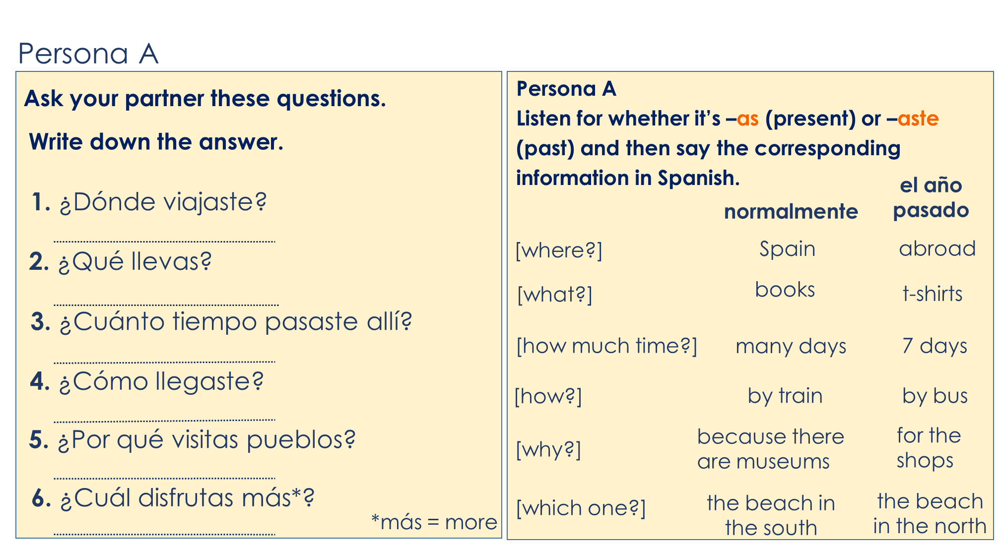 Persona A
Ask your partner these questions.
Write down the answer.
1. ¿Dónde viajaste?
2. ¿Qué llevas?
3. ¿Cuánto tiempo pasaste allí?
4. ¿Cómo llegaste?
5. ¿Por qué visitas pueblos?
6. ¿Cuál disfrutas más*?
*más = more
Persona A
Listen for whether it’s –as (present) or –aste
(past) and then say the corresponding
information in Spanish.
normalmente
el año
pasado
[where?] Spain abroad
[what?] books t-shirts
[how much time?] many days 7 days
[how?] by train by bus
[why?]
because there
are museums
for the
shops
[which one?]
the beach in
the south
the beach
in the north